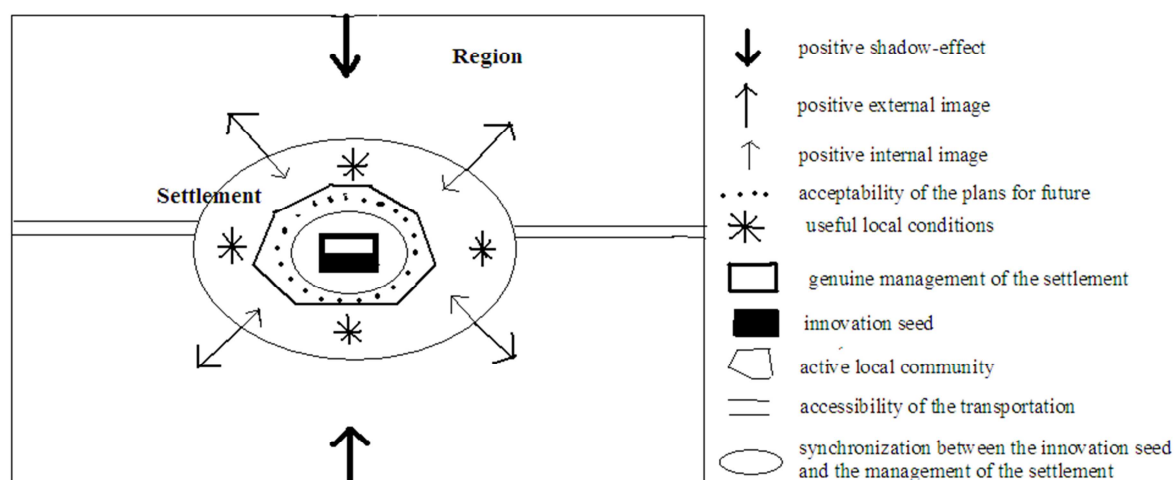 Region
Settlement
positive shadow-effect
positive external image
positive internal image
acceptability of the plans for future
useful local conditions
genuine management of the settlement
innovation seed
active local community
accessibility of the transportation
synchronization between the innovation seed
and the management of the settlement